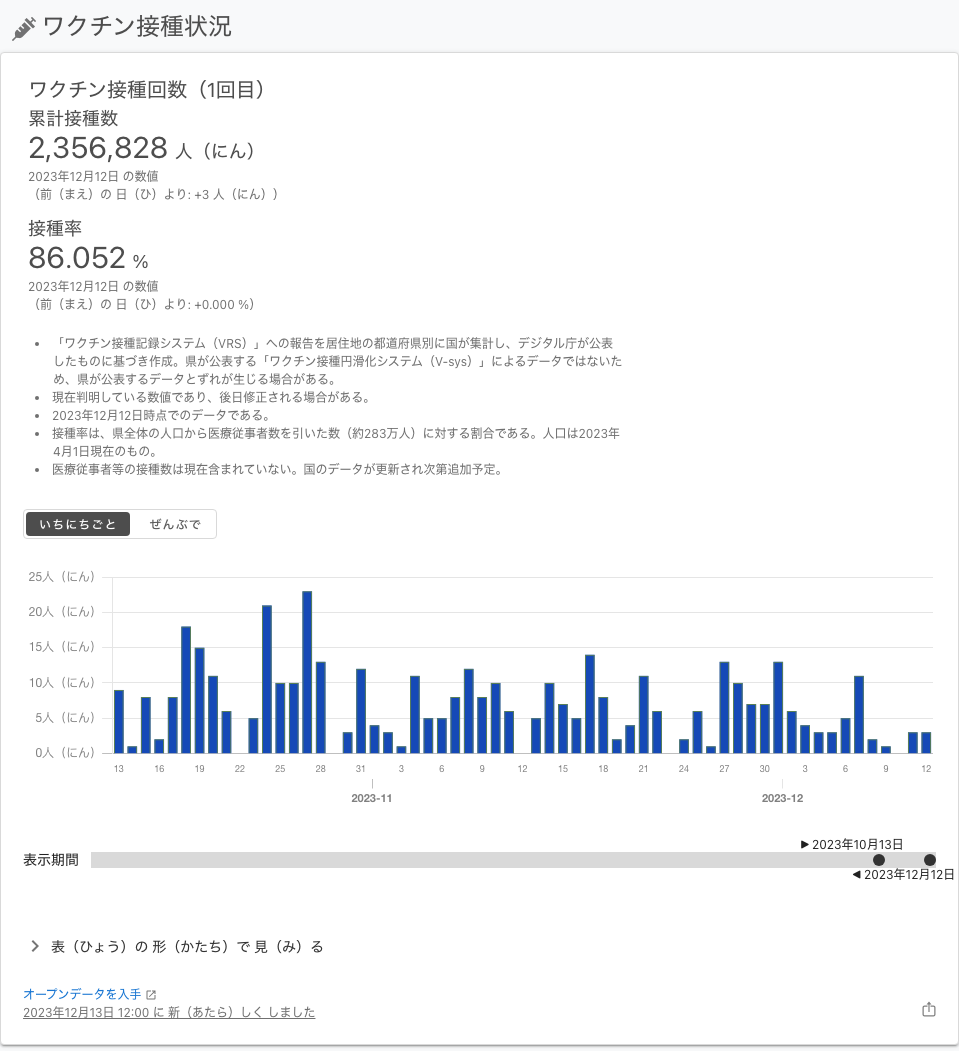 ワクチン接種状況
ワクチン接種回数（1回目）
累計接種数
2,356,828 人（にん）
2023年12月12日 の数値
（前（まえ）の 日（ひ）より: +3 人（にん））
接種率
86.052 %
2023年12月12日 の数値
（前（まえ）の 日（ひ）より: +0.000 %）
• 「ワクチン接種記録システム（VRS）」への報告を居住地の都道府県別に国が集計し、デジタル庁が公表
したものに基づき作成。県が公表する「ワクチン接種円滑化システム（V-sys）」によるデータではないた
め、県が公表するデータとずれが生じる場合がある。
• 現在判明している数値であり、後日修正される場合がある。
• 2023年12月12日時点でのデータである。
• 接種率は、県全体の人口から医療従事者数を引いた数（約283万人）に対する割合である。人口は2023年
4月1日現在のもの。
• 医療従事者等の接種数は現在含まれていない。国のデータが更新され次第追加予定。
いちにちごと ぜんぶで
25人（にん）
20人（にん）
15人（にん）
10人（にん）
5人（にん）
0人（にん）
13 16 19 22 25 28 31 3 6 9 12 15 18 21 24 27 30 3 6 9 12
2023-11 2023-12
▶ 2023年10月13日
表示期間
◀ 2023年12月12日
表（ひょう）の 形（かたち）で 見（み）る
オープンデータを入手
2023年12月13日 12:00 に 新（あたら）しく しました